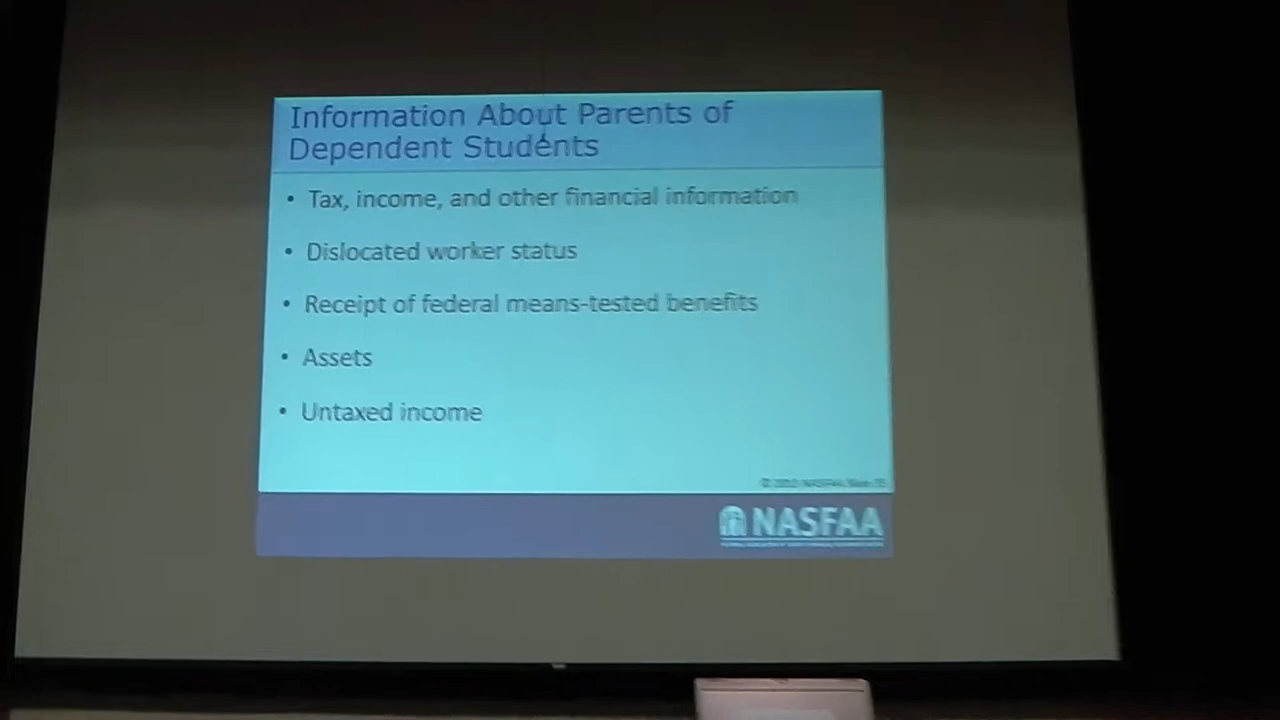 Information About Parents of
Dependent Students
• Tax, income, and other financial information
• Dislocated worker status
• Receipt of federal means-tested benefits
• Assets
• Untaxed income
NASFAA